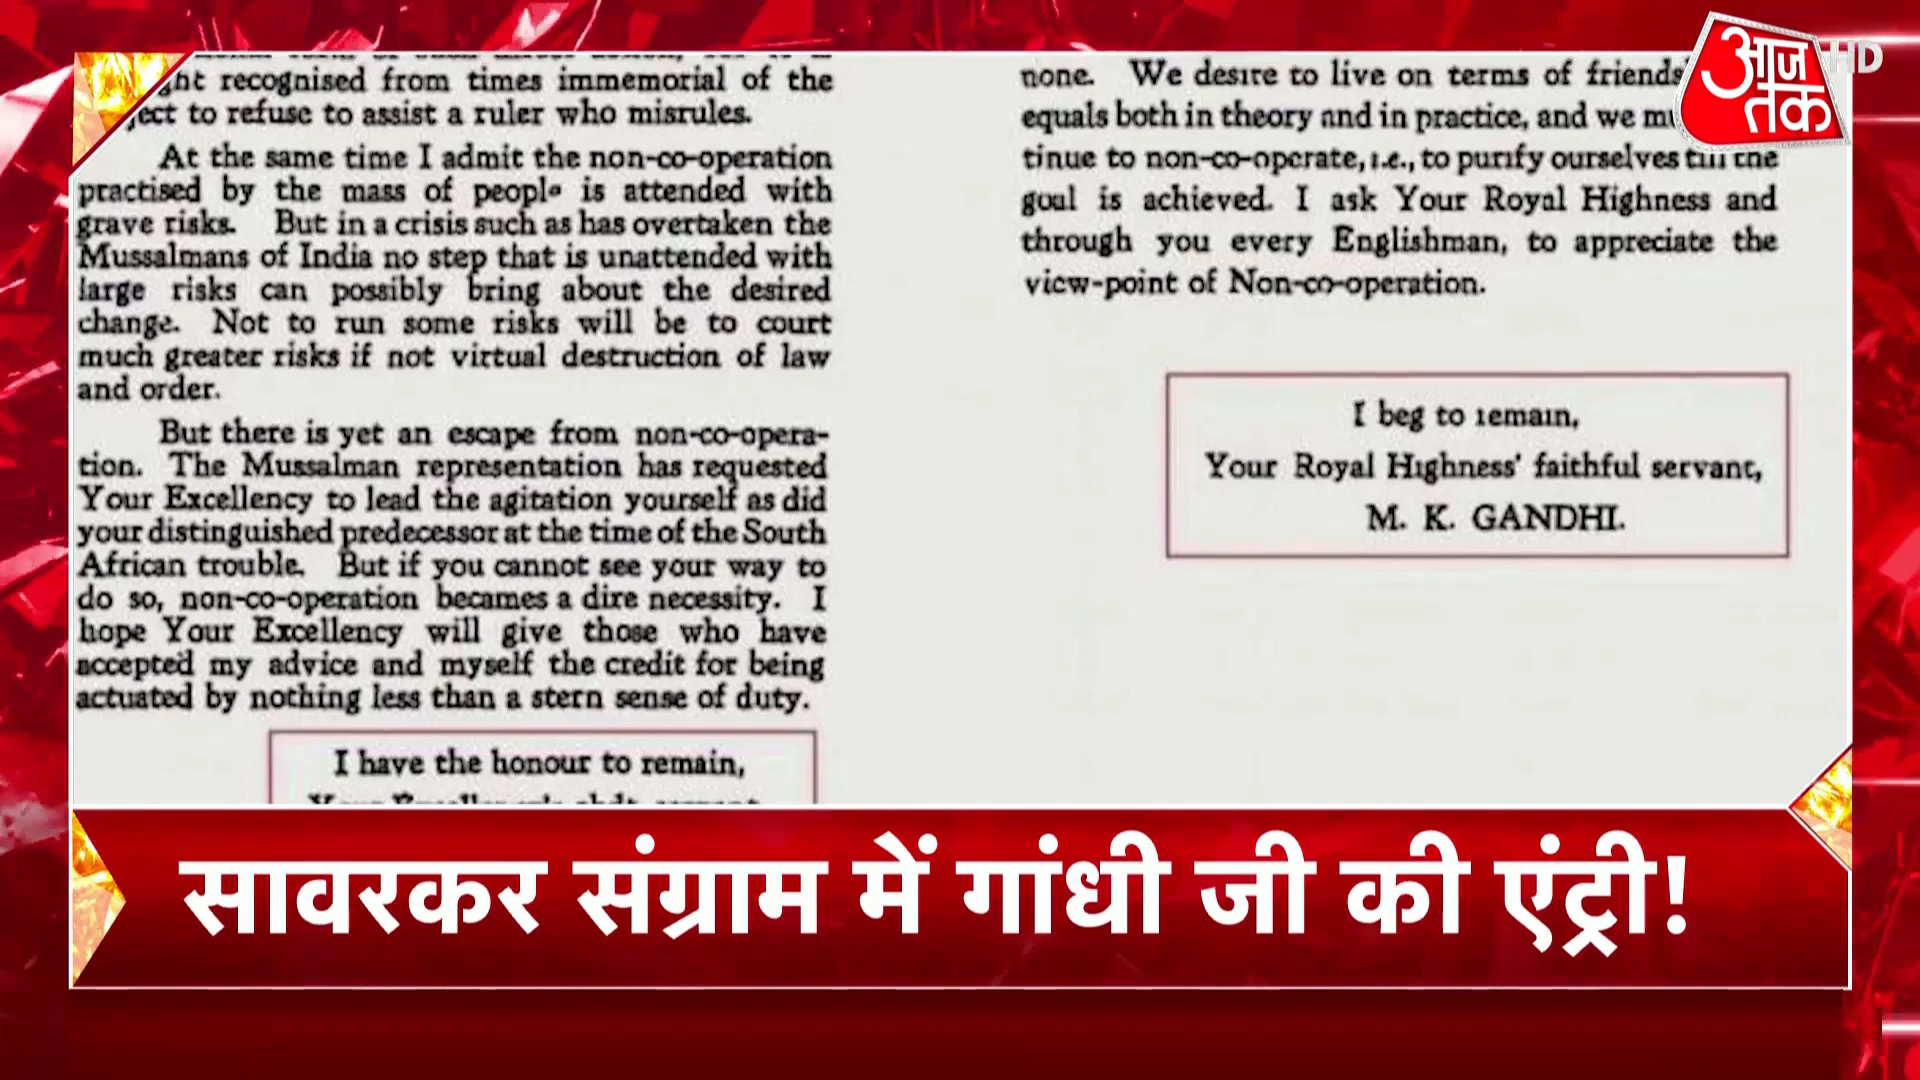 ght recognised from times immemorial of the
ject to refuse to assist a ruler who misrules.
At the same time I admit the non-co-operation
practised by the mass of people is attended with
grave risks. But in a crisis such as has overtaken the
Mussalmans of India no step that is unattended with
large risks can possibly bring about the desired
change. Not to run some risks will be to court
much greater risks if not virtual destruction of law
and order.
But there is yet an escape from non-co-opera-
tion. The Mussalman representation has requested
Your Excellency to lead the agitation yourself as did
your distinguished predecessor at the time of the South
African trouble. But if you cannot see your way to
do so, non-co-operation becames a dire necessity. I
hope Your Excellency will give those who have
accepted my advice and myself the credit for being
actuated by nothing less than a stern sense of duty.
I have the honour to remain,
none. We desire to live on terms of friends
equals both in theory and in practice, and we mu
tinue to non-co-operate, i.e., to purify ourselves till the
goal is achieved. I ask Your Royal Highness and
through you every Englishman, to appreciate the
view-point of Non-co-operation.
I beg to remain,
Your Royal Highness' faithful servant,
M. K. GANDHI.
आज तक HD
सावरकर संग्राम में गांधी जी की एंट्री!